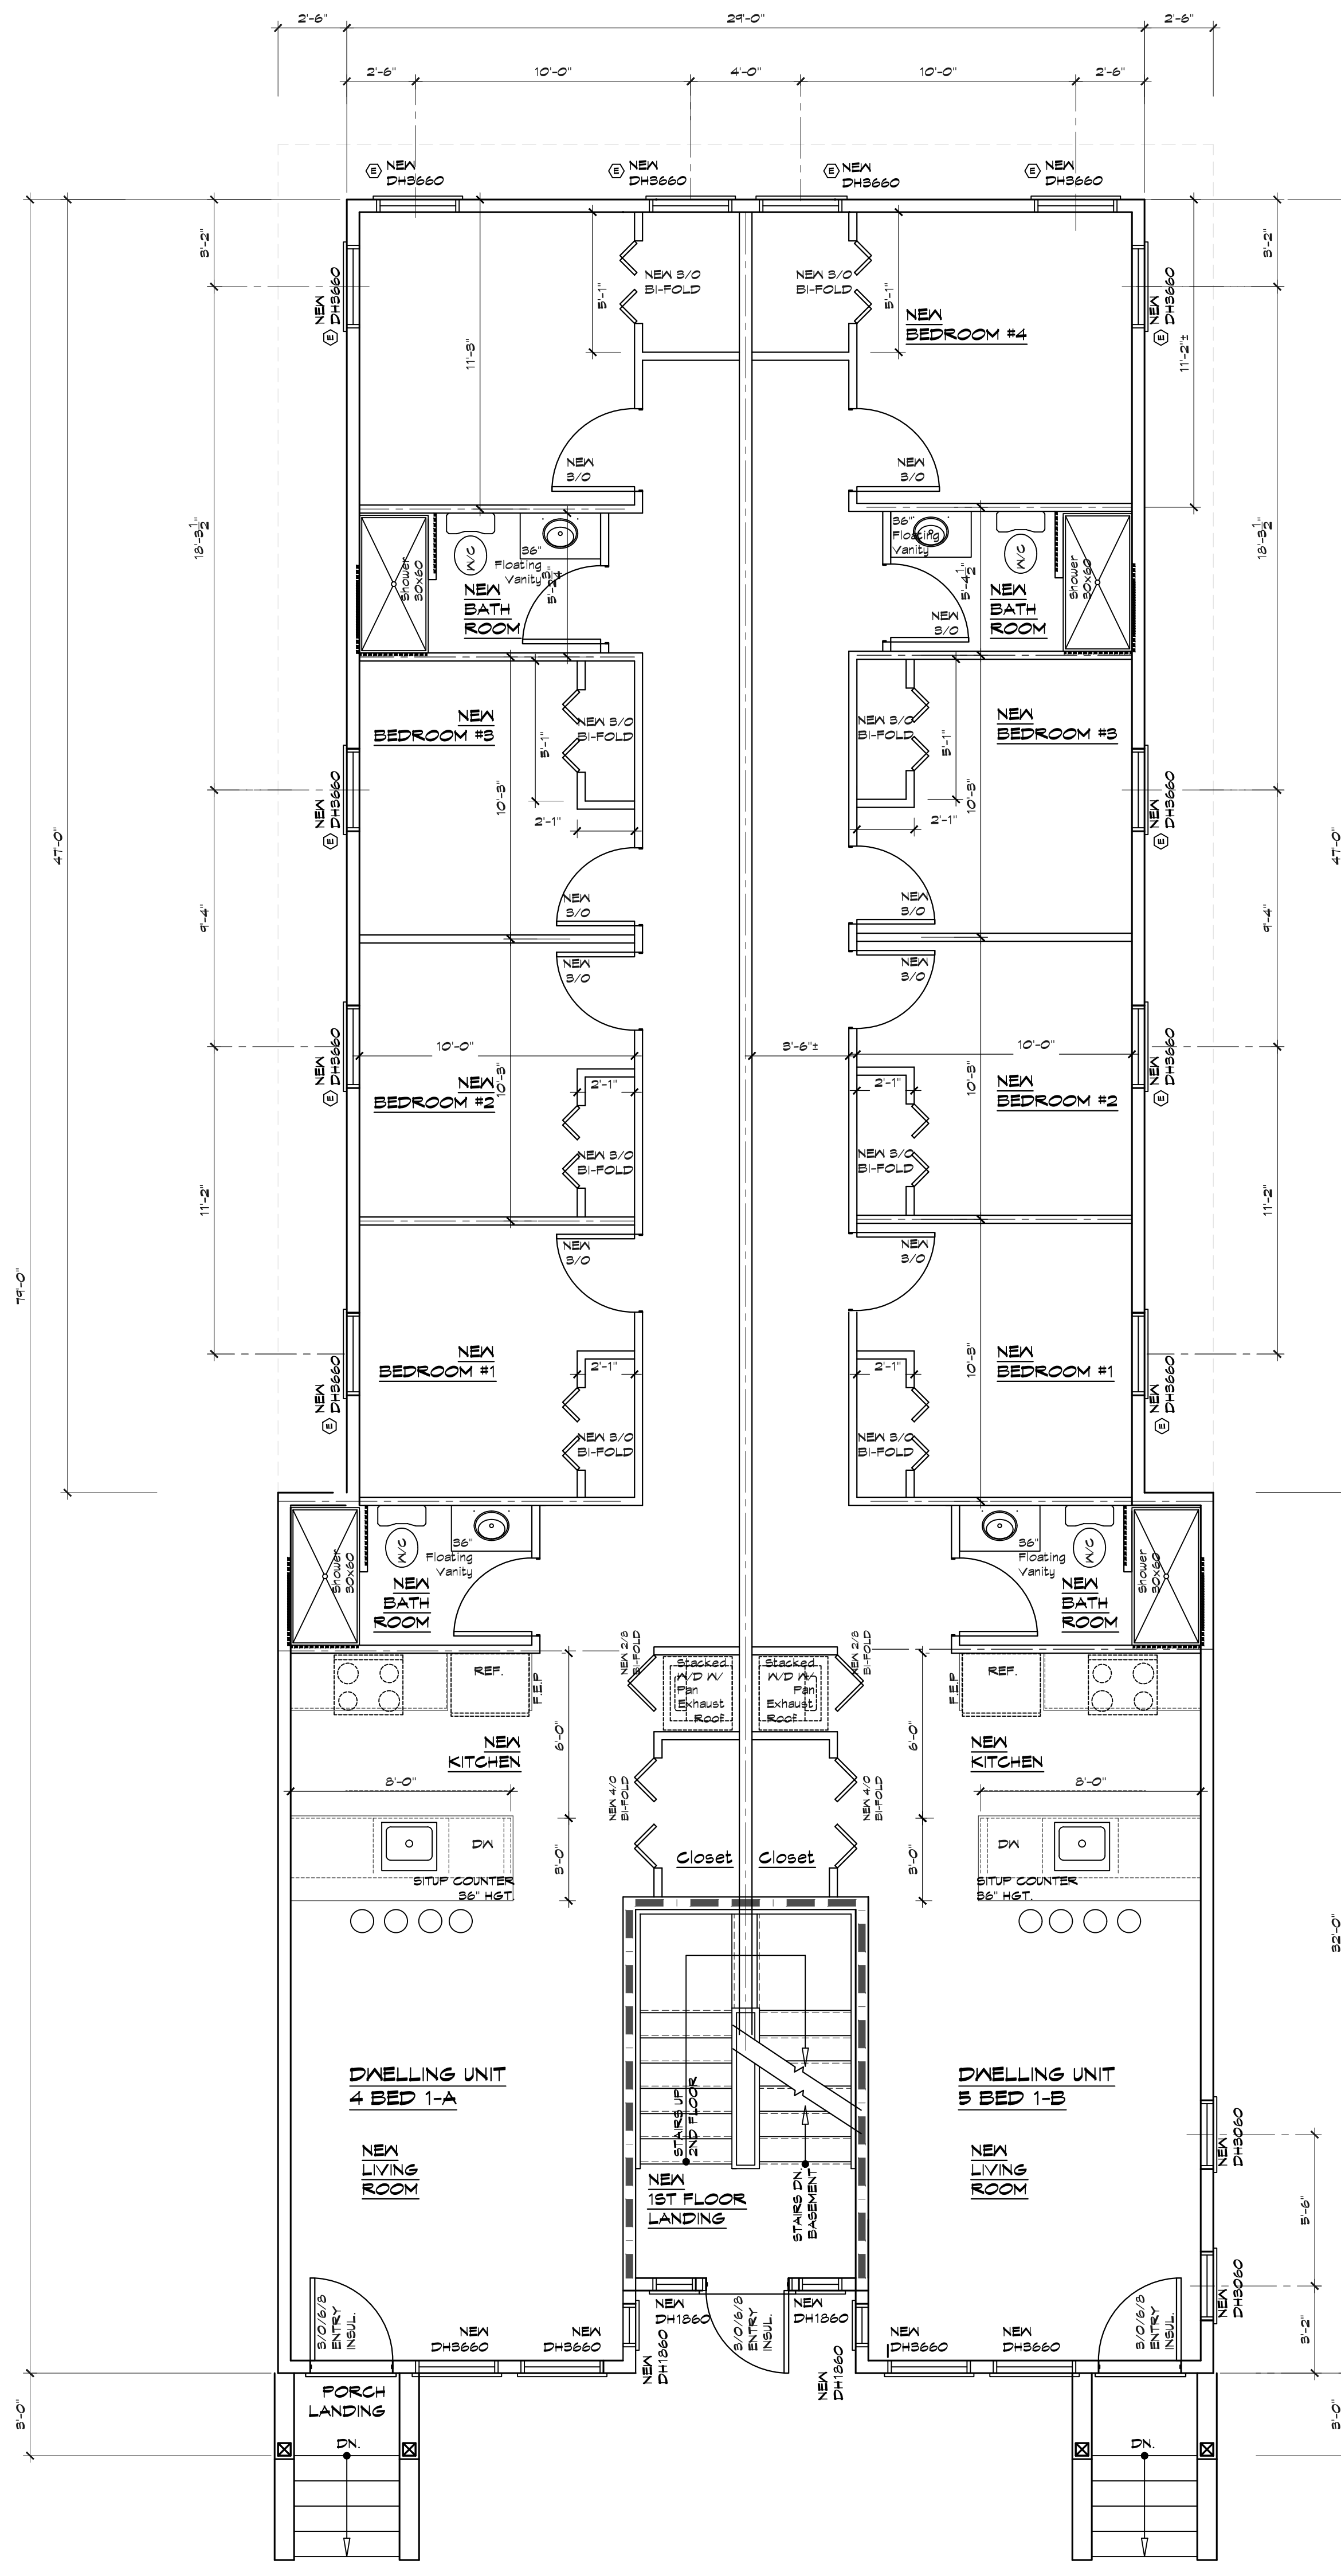 2'-6"
29'-0"
2'-6"
2'-6"
10'-0"
4'-0"
10'-0"
2'-6"
E NEW
DH3660
E NEW
DH3660
E NEW
DH3660
E NEW
DH3660
3'-2"
NEW
DH3660
E
11'-3"
5'-1"
NEW 3/0
BI-FOLD
NEW 3/0
BI-FOLD
5'-1"
NEW
BEDROOM #4
11'-2"±
NEW
DH3660
E
3'-2"
NEW
3/0
NEW
3/0
18'-3 1/2"
Shower
30x60
W/C
36"
Floating
Vanity
5'-2 3/4"
NEW
BATH
ROOM
36"
Floating
Vanity
NEW
3/0
5'-4 1/2"
W/C
NEW
BATH
ROOM
Shower
30x60
18'-3 1/2"
NEW
BEDROOM #3
NEW 3/0
BI-FOLD
5'-1"
10'-3"
2'-1"
NEW 3/0
BI-FOLD
5'-1"
10'-3"
2'-1"
NEW
BEDROOM #3
NEW
DH3660
E
NEW
DH3660
E
47'-0"
47'-0"
NEW
3/0
NEW
3/0
9'-4"
9'-4"
NEW
3/0
NEW
3/0
NEW
DH3660
E
10'-0"
3'-6"±
10'-0"
NEW
DH3660
E
NEW
BEDROOM #2
10'-3"
2'-1"
2'-1"
10'-3"
NEW
BEDROOM #2
NEW 3/0
BI-FOLD
NEW 3/0
BI-FOLD
11'-2"
11'-2"
79'-0"
NEW
3/0
NEW
3/0
NEW
BEDROOM #1
2'-1"
2'-1"
10'-3"
NEW
BEDROOM #1
NEW
DH3660
E
NEW
DH3660
E
NEW 3/0
BI-FOLD
NEW 3/0
BI-FOLD
Shower
30x60
W/C
36"
Floating
Vanity
NEW
BATH
ROOM
36"
Floating
Vanity
W/C
NEW
BATH
ROOM
Shower
30x60
REF.
F.E.P
NEW 2/8
BI-FOLD
Stacked
W/D W/
Pan
Exhaust
Roof
Stacked
W/D W/
Pan
Exhaust
Roof
NEW 2/8
BI-FOLD
F.E.P
REF.
NEW
KITCHEN
6'-0"
6'-0"
NEW
KITCHEN
8'-0"
8'-0"
NEW 4/0
BI-FOLD
NEW 4/0
BI-FOLD
DW
3'-0"
Closet
Closet
3'-0"
DW
SITUP COUNTER
36" HGT.
SITUP COUNTER
36" HGT.
32'-0"
DWELLING UNIT
4 BED 1-A
DWELLING UNIT
5 BED 1-B
STAIRS UP
2ND FLOOR
STAIRS DN.
BASEMENT
NEW
LIVING
ROOM
NEW
1ST FLOOR
LANDING
NEW
LIVING
ROOM
NEW
DH3060
5'-6"
NEW
DH3060
3'-2"
3/0/6/8
ENTRY
INSUL.
NEW
DH3660
NEW
DH3660
NEW
DH1860
NEW
DH1860
3/0/6/8
ENTRY
INSUL.
NEW
DH1860
NEW
DH1860
NEW
DH3660
NEW
DH3660
3/0/6/8
ENTRY
INSUL.
PORCH
LANDING
3'-0"
3'-0"
DN.
DN.